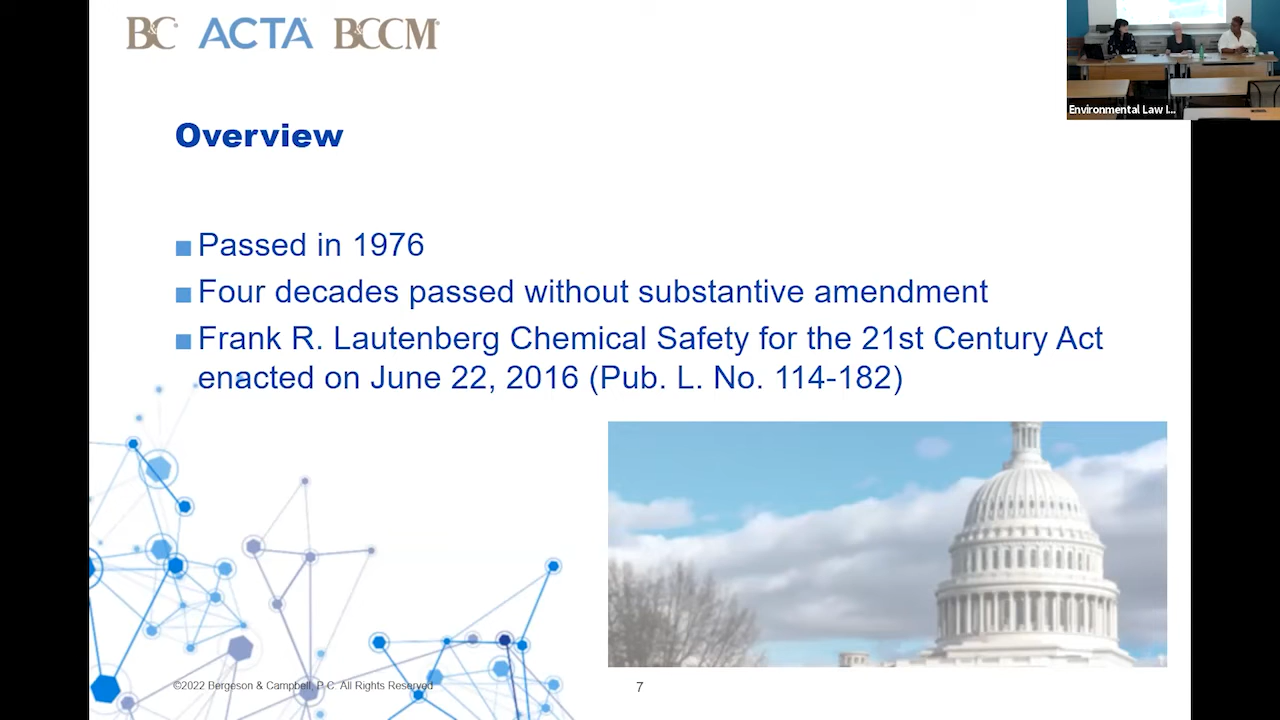 B&C ACTA BCCM
Environmental Law I...
Overview
Passed in 1976
Four decades passed without substantive amendment
Frank R. Lautenberg Chemical Safety for the 21st Century Act
enacted on June 22, 2016 (Pub. L. No. 114-182)
©2022 Bergeson & Campbell, P.C. All Rights Reserved
7